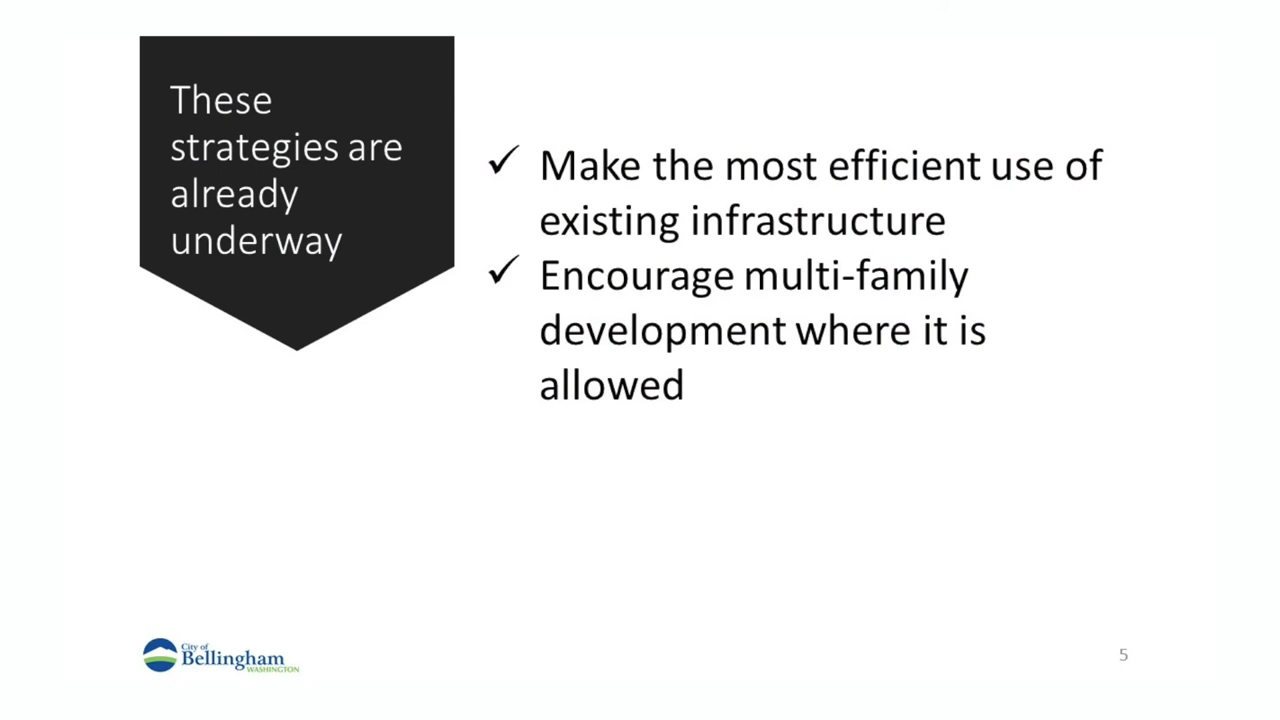 These
strategies are
already
underway
✓ Make the most efficient use of
existing infrastructure
✓ Encourage multi-family
development where it is
allowed
City of
Bellingham
WASHINGTON
5